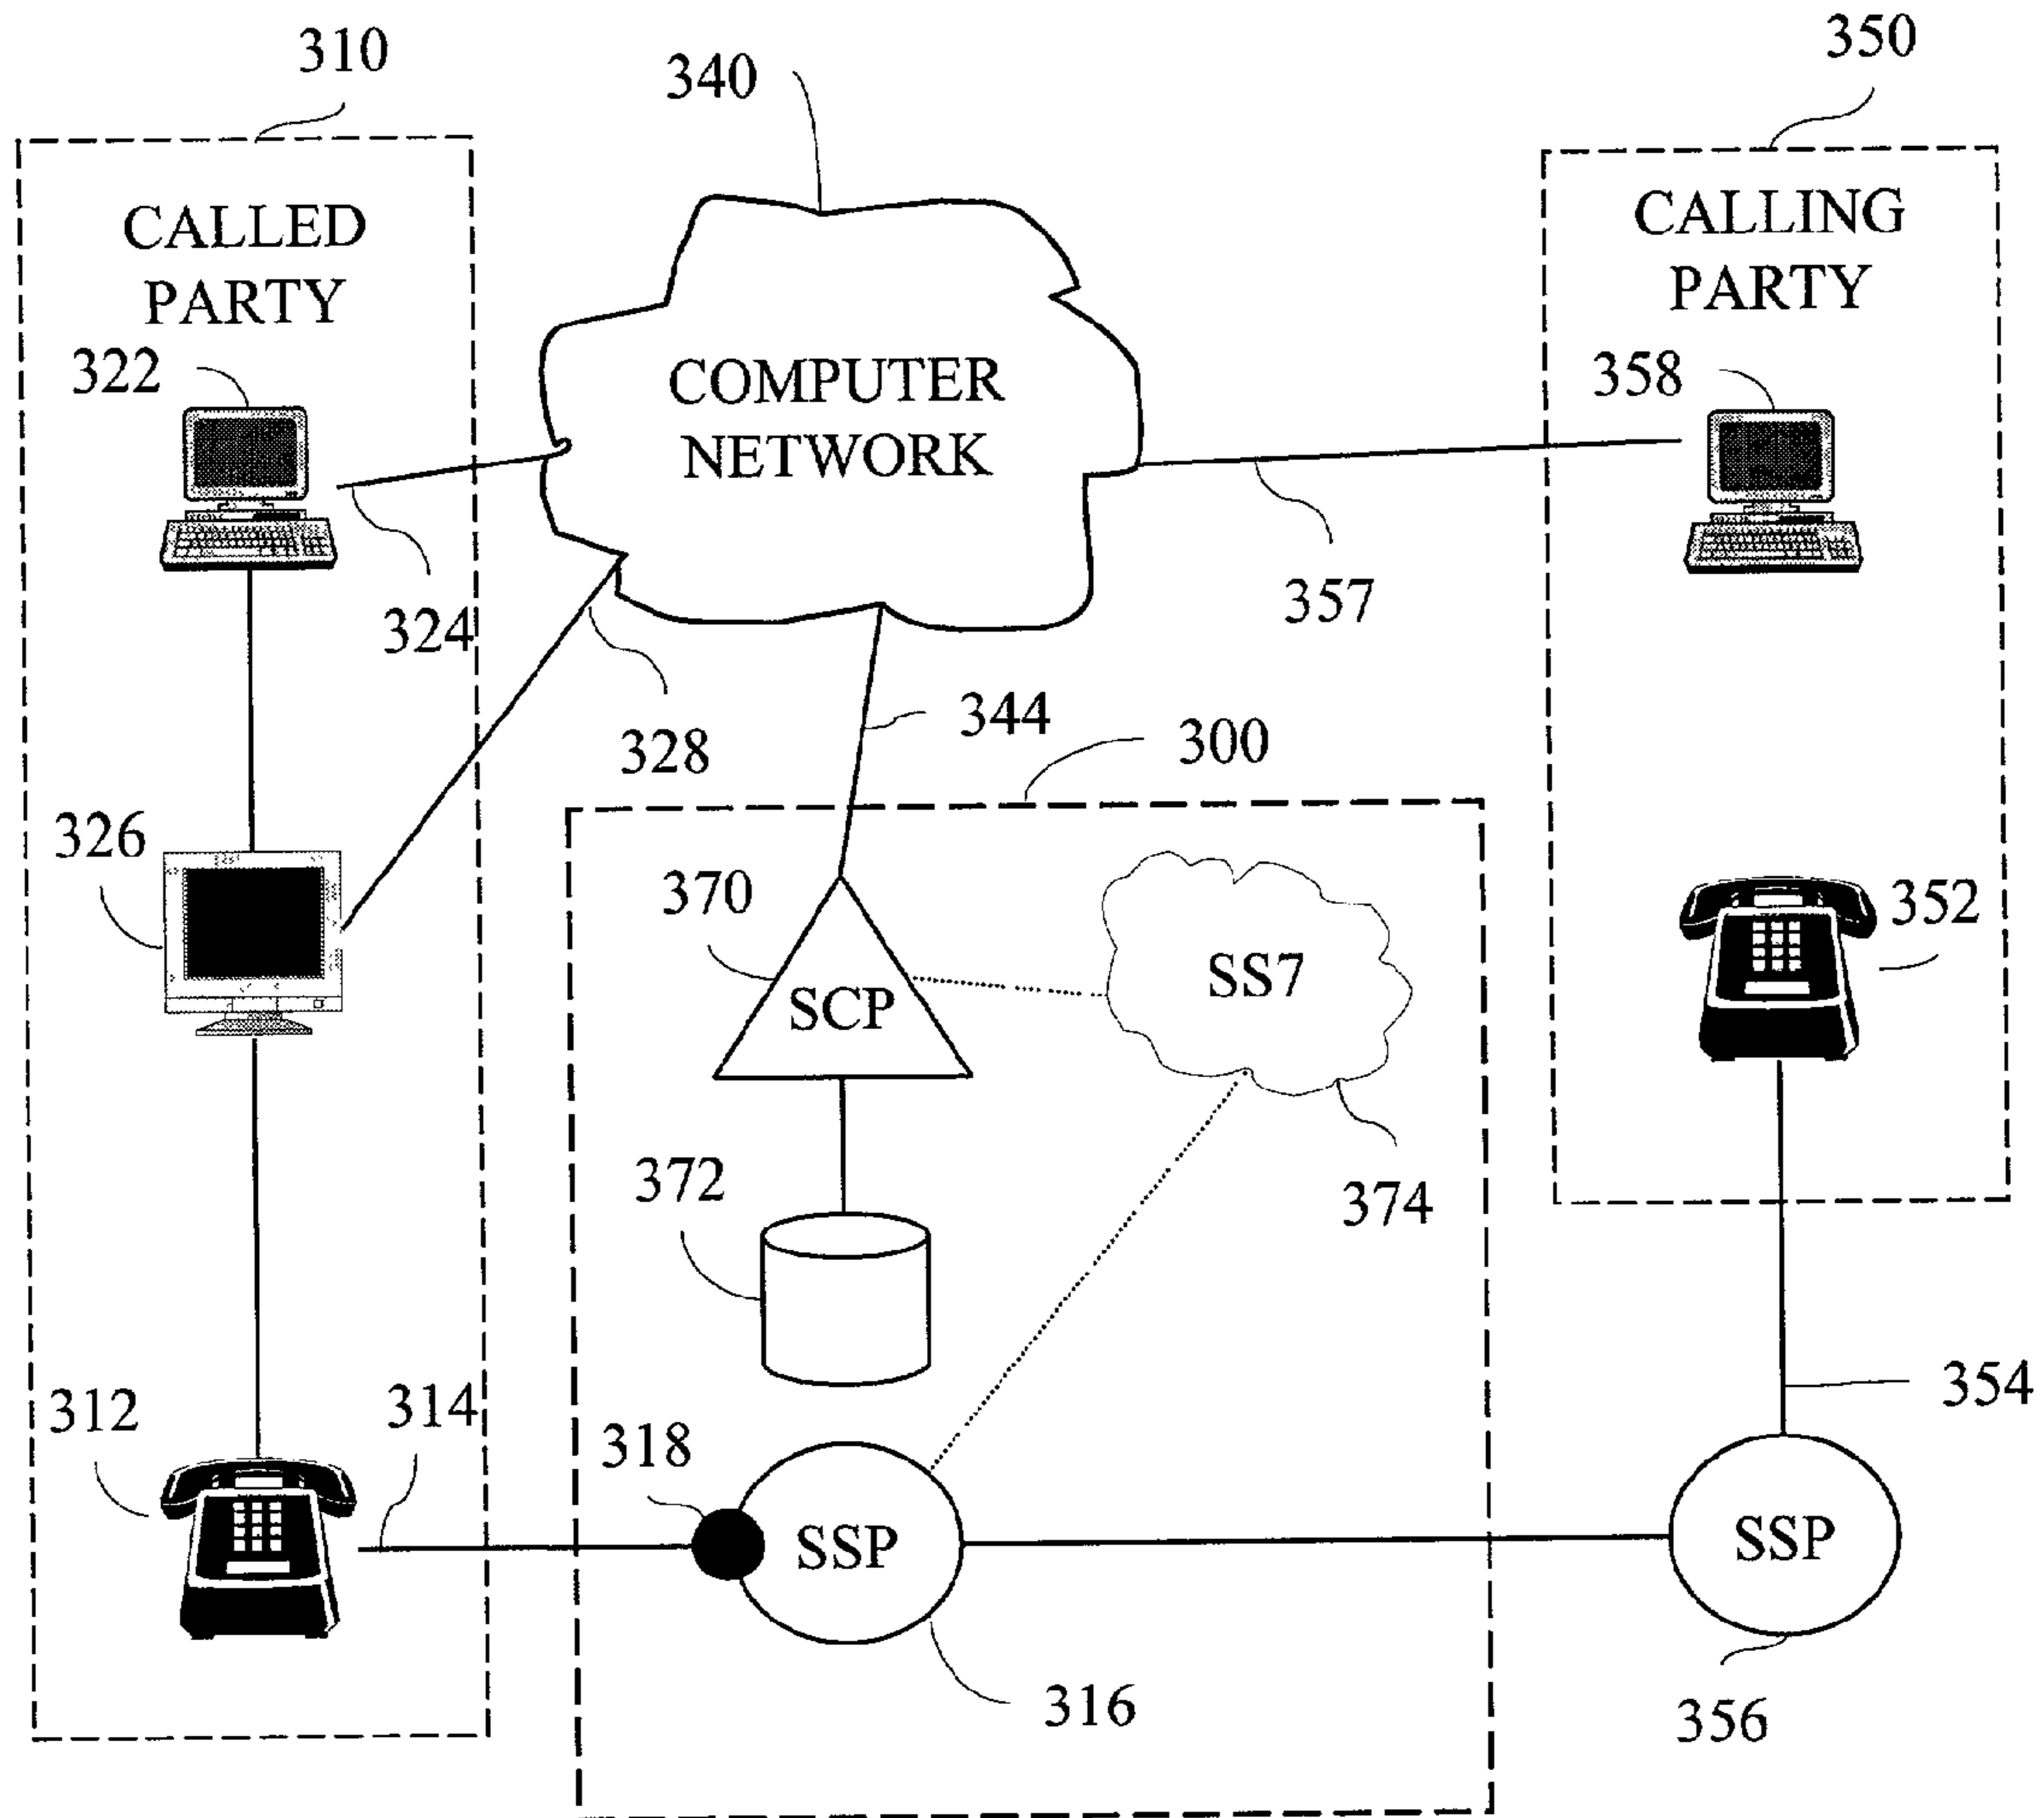 310
340
350
CALLED
PARTY
CALLING
PARTY
322
COMPUTER
NETWORK
358
324
328
357
344
300
326
370
SCP
SS7
352
372
374
312
314
318
SSP
354
SSP
316
356